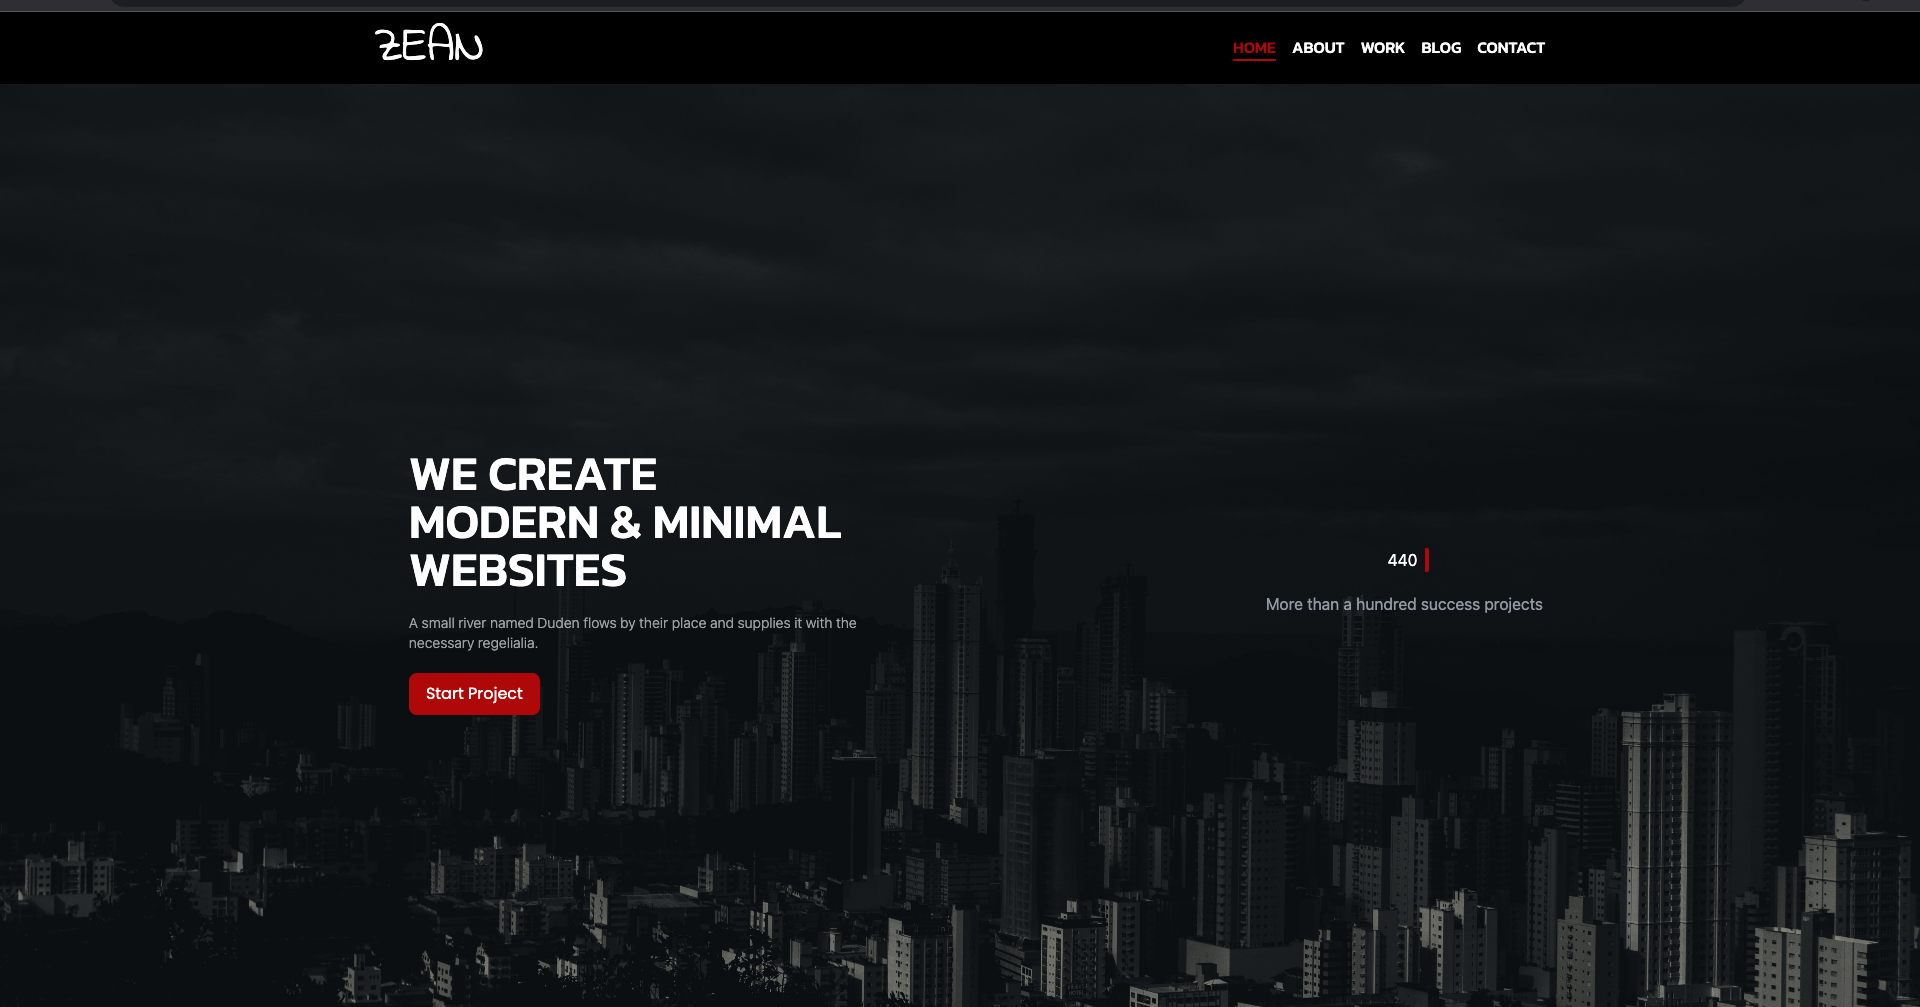 ZEAN
HOME ABOUT WORK BLOG CONTACT
WE CREATE
MODERN & MINIMAL
WEBSITES
A small river named Duden flows by their place and supplies it with the
necessary regelialia.
Start Project
440
More than a hundred success projects